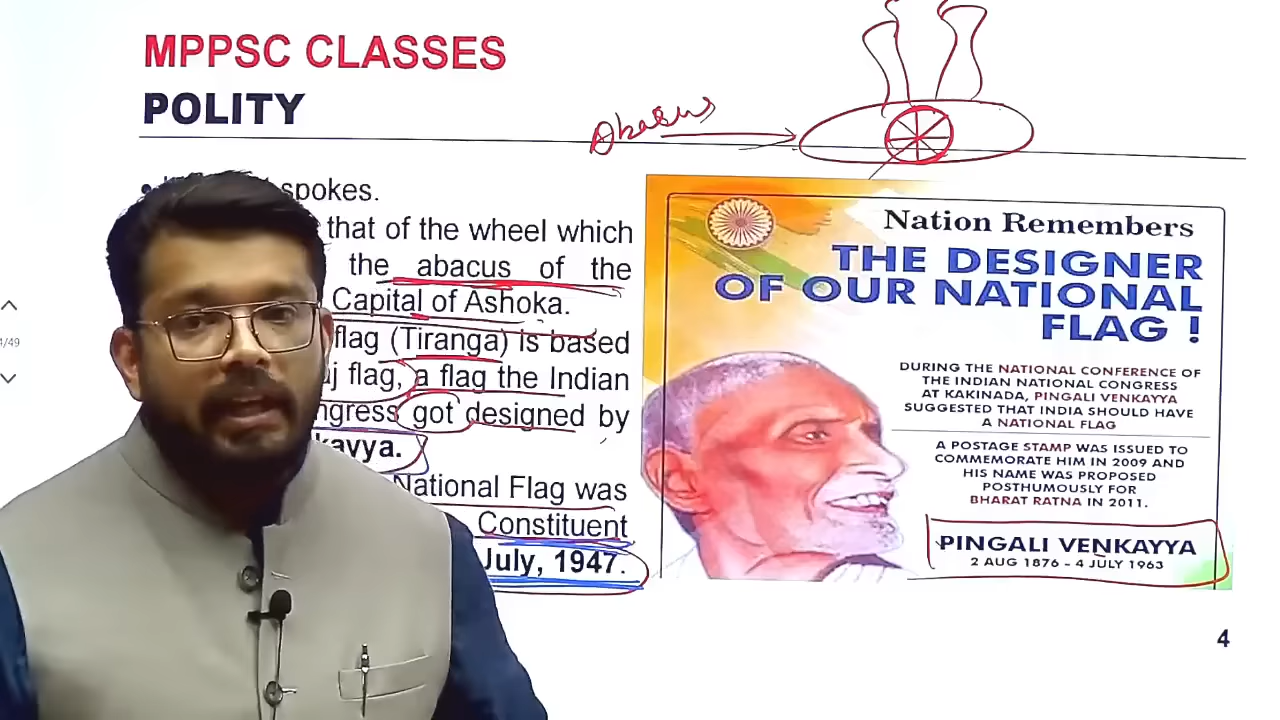 MPPSC CLASSES
POLITY
Abacus
spokes.
that of the wheel which
the abacus of the
Capital of Ashoka.
flag (Tiranga) is based
flag, a flag the Indian
got designed by
National Flag was
Constituent
July, 1947.
Nation Remembers
THE DESIGNER
OF OUR NATIONAL
FLAG !
DURING THE NATIONAL CONFERENCE OF
THE INDIAN NATIONAL CONGRESS
AT KAKINADA, PINGALI VENKAYYA
SUGGESTED THAT INDIA SHOULD HAVE
A NATIONAL FLAG
A POSTAGE STAMP WAS ISSUED TO
COMMEMORATE HIM IN 2009 AND
HIS NAME WAS PROPOSED
POSTHUMOUSLY FOR
BHARAT RATNA IN 2011.
PINGALI VENKAYYA
2 AUG 1876 - 4 JULY 1963
4